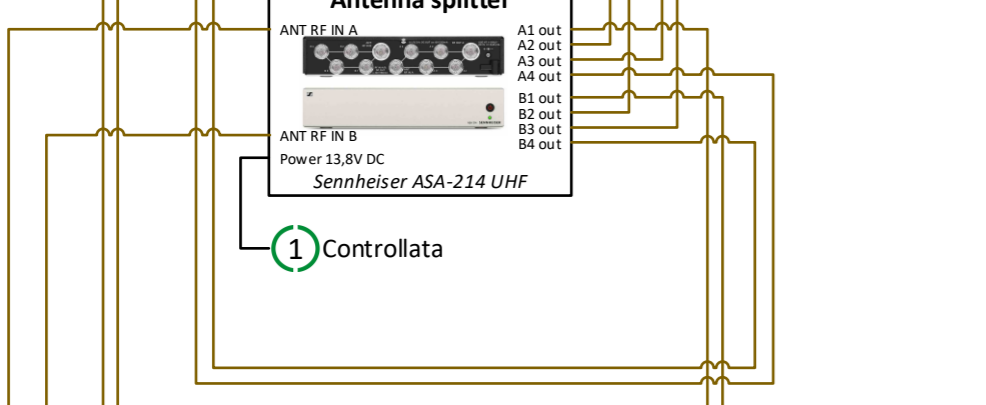 Antenna splitter
ANT RF IN A
A1 out
A2 out
A3 out
A4 out
B1 out
B2 out
B3 out
B4 out
SENNHEISER
ANT RF IN B
Power 13,8V DC
Sennheiser ASA-214 UHF
1 Controllata